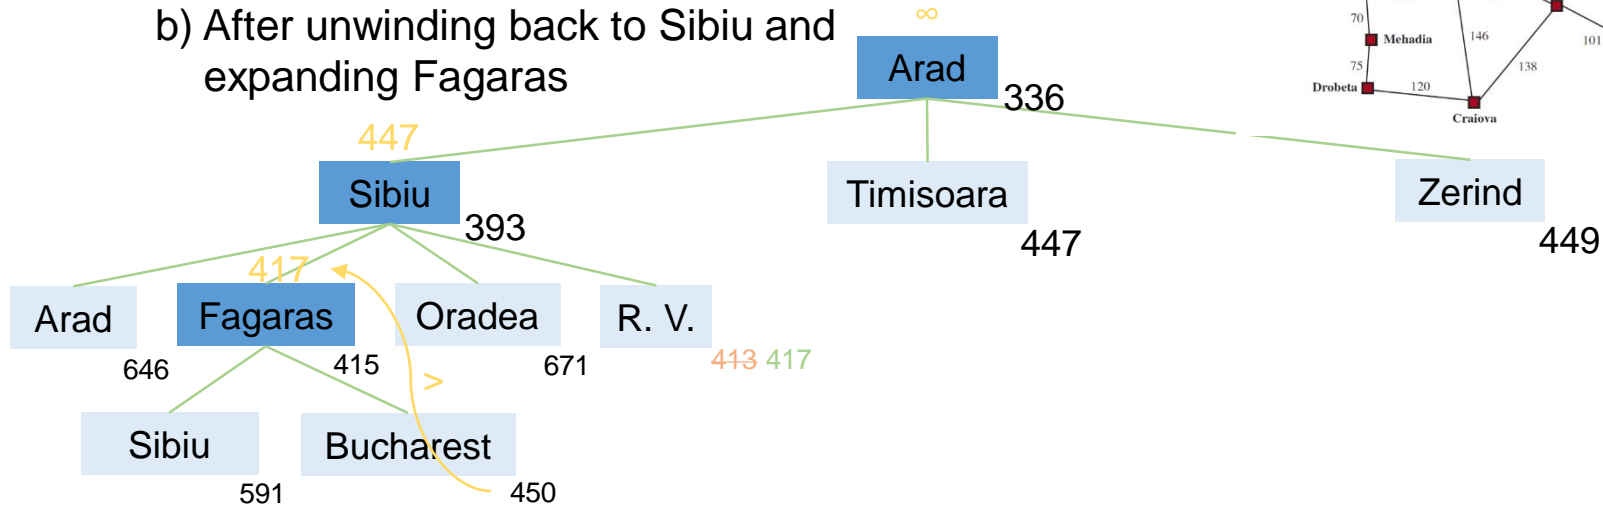 b) After unwinding back to Sibiu and
expanding Fagaras
∞
Arad
336
70
Mehadia
146
101
75
138
Drobeta
120
Craiova
447
Sibiu
393
Timisoara
447
Zerind
449
417
Arad
646
Fagaras
415
Oradea
671
R. V.
413 417
>
Sibiu
591
Bucharest
450